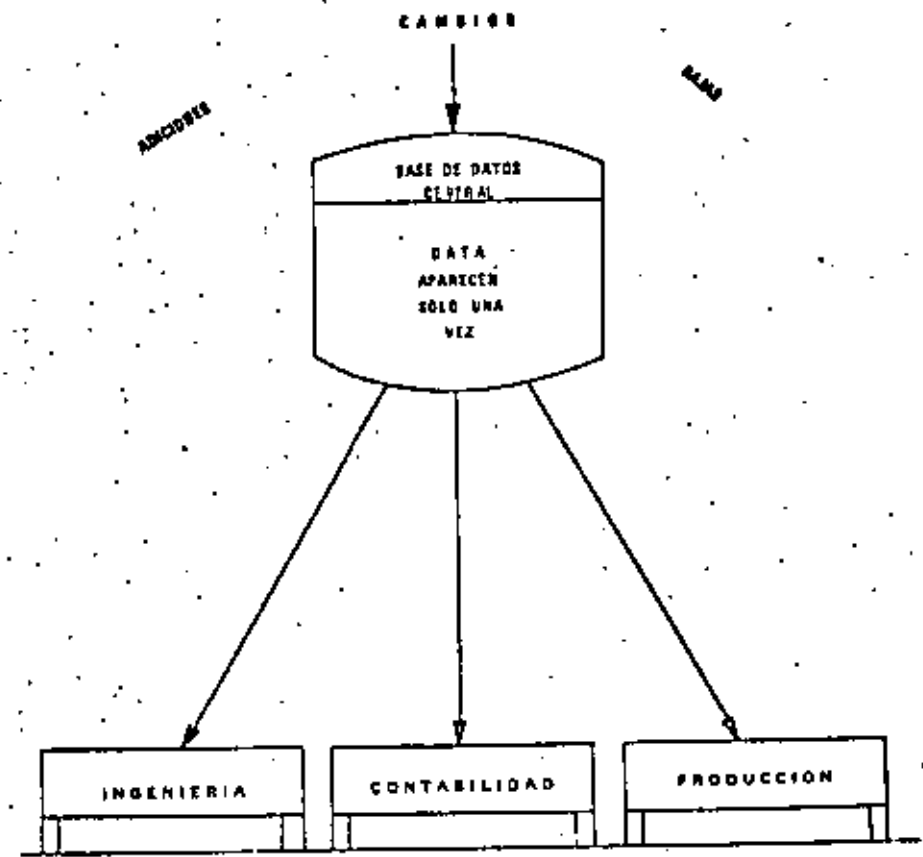 CAMBIOS
ADICIONES
BAJAS
BASE DE DATOS
CENTRAL
DATA
APARECEN
SOLO UNA
VEZ
INGENIERIA
CONTABILIDAD
PRODUCCION